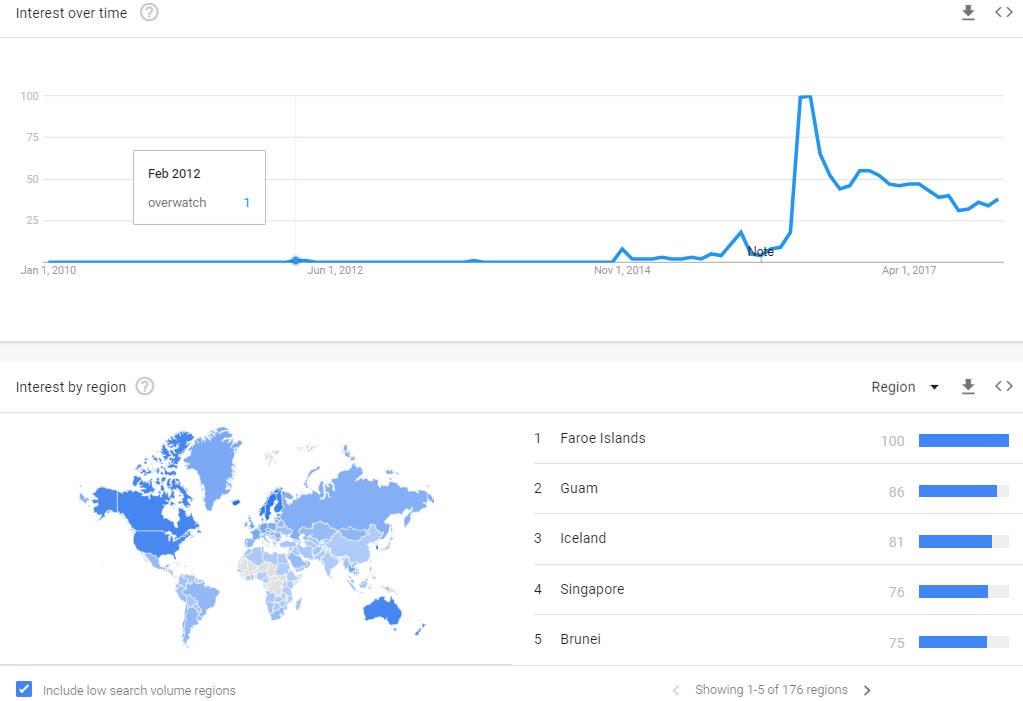 Interest over time ?
100
75
50
25
Feb 2012
overwatch 1
Note
Jan 1, 2010 Jun 1, 2012 Nov 1, 2014 Apr 1, 2017
Interest by region ?
Region
1 Faroe Islands 100
2 Guam 86
3 Iceland 81
4 Singapore 76
5 Brunei 75
Include low search volume regions
Showing 1-5 of 176 regions